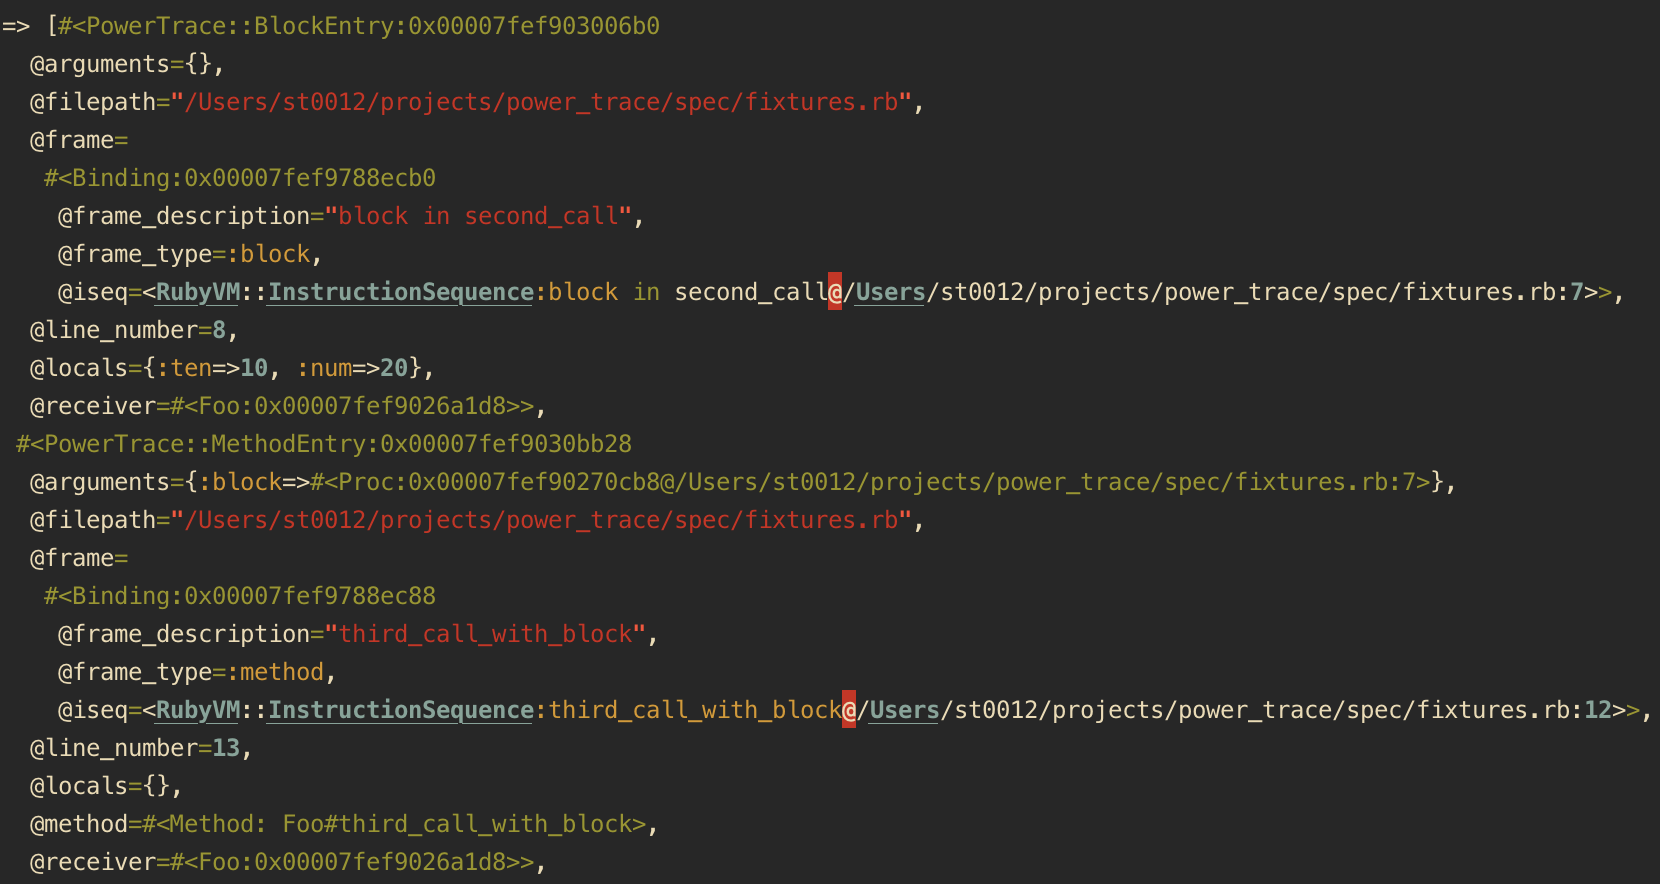 => [#<PowerTrace::BlockEntry:0x00007fef903006b0
@arguments={},
@filepath="/Users/st0012/projects/power_trace/spec/fixtures.rb",
@frame=
#<Binding:0x00007fef9788ecb0
@frame_description="block in second_call",
@frame_type=:block,
@iseq=<RubyVM::InstructionSequence:block in second_call@/Users/st0012/projects/power_trace/spec/fixtures.rb:7>>,
@line_number=8,
@locals={:ten=>10, :num=>20},
@receiver=#<Foo:0x00007fef9026a1d8>>,
#<PowerTrace::MethodEntry:0x00007fef9030bb28
@arguments={:block=>#<Proc:0x00007fef90270cb8@/Users/st0012/projects/power_trace/spec/fixtures.rb:7>},
@filepath="/Users/st0012/projects/power_trace/spec/fixtures.rb",
@frame=
#<Binding:0x00007fef9788ec88
@frame_description="third_call_with_block",
@frame_type=:method,
@iseq=<RubyVM::InstructionSequence:third_call_with_block@/Users/st0012/projects/power_trace/spec/fixtures.rb:12>>,
@line_number=13,
@locals={},
@method=#<Method: Foo#third_call_with_block>,
@receiver=#<Foo:0x00007fef9026a1d8>>,